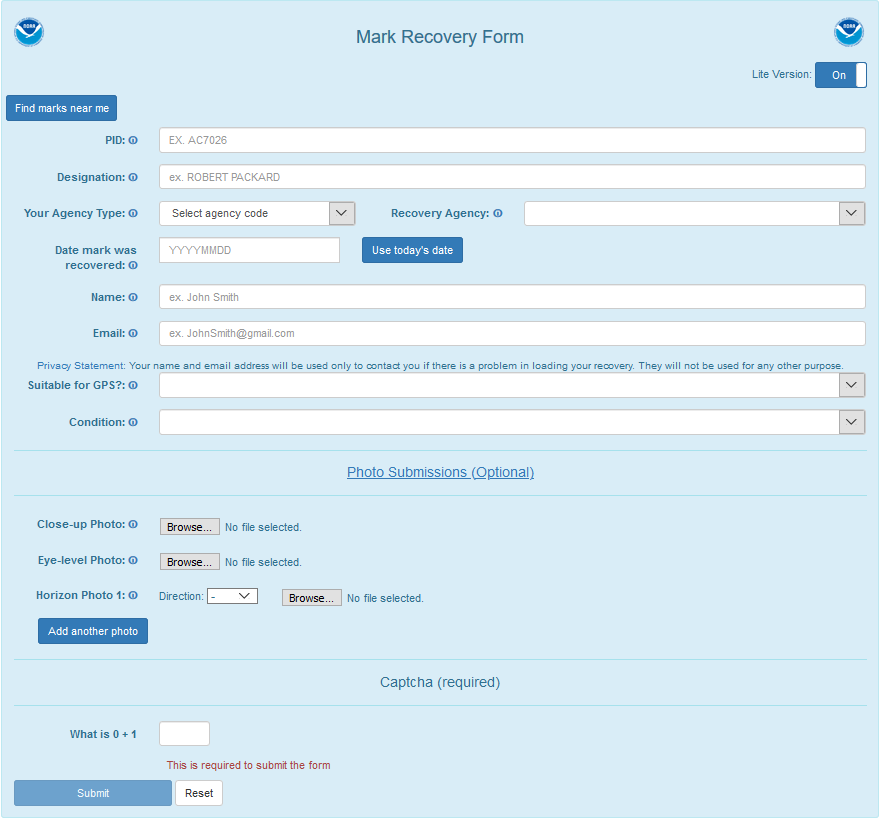 NOAA
NOAA
Mark Recovery Form
Lite Version: On
Find marks near me
PID: EX. AC7026
Designation: ex. ROBERT PACKARD
Your Agency Type: Select agency code Recovery Agency:
Date mark was
recovered: YYYYMMDD Use today's date
Name: ex. John Smith
Email: ex. JohnSmith@gmail.com
Privacy Statement: Your name and email address will be used only to contact you if there is a problem in loading your recovery. They will not be used for any other purpose.
Suitable for GPS?:
Condition:
Photo Submissions (Optional)
Close-up Photo: Browse... No file selected.
Eye-level Photo: Browse... No file selected.
Horizon Photo 1: Direction: - Browse... No file selected.
Add another photo
Captcha (required)
What is 0 + 1
This is required to submit the form
Submit Reset